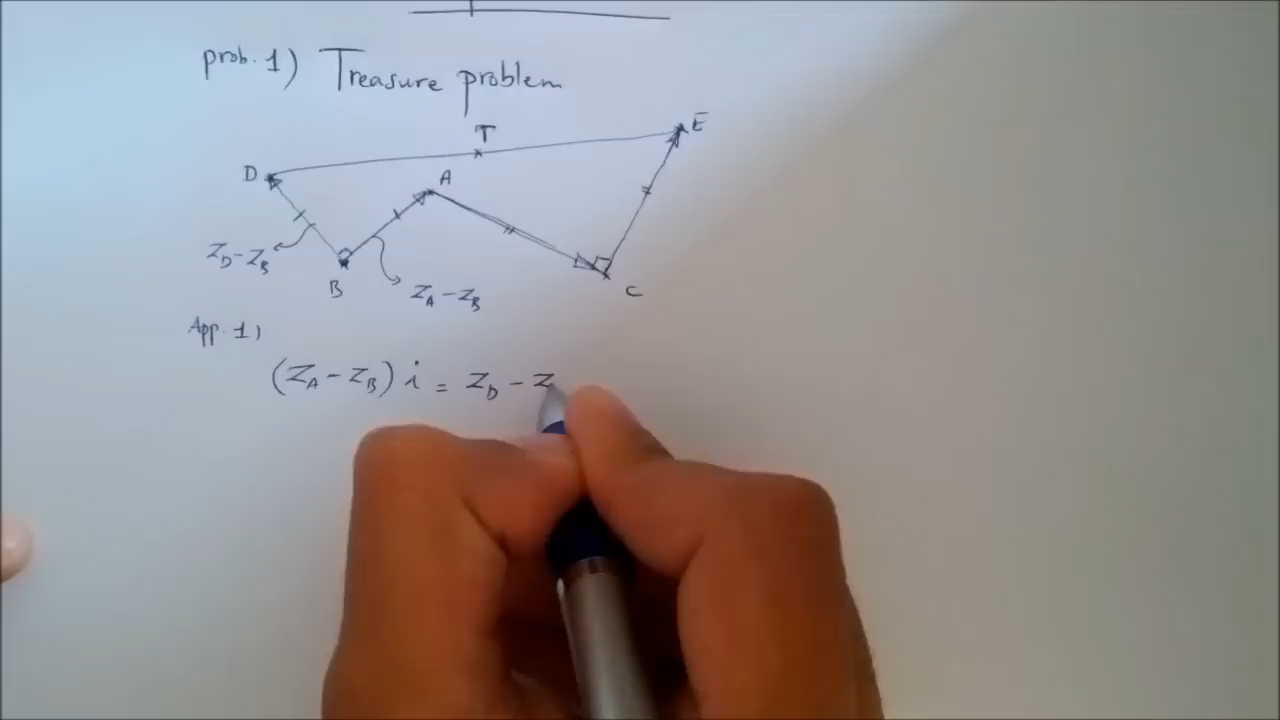 prob. 1) Treasure problem
E
T
D
A
Z_D - Z_B
B
Z_A - Z_B
C
App. 1)
(Z_A - Z_B) i = Z_D - Z